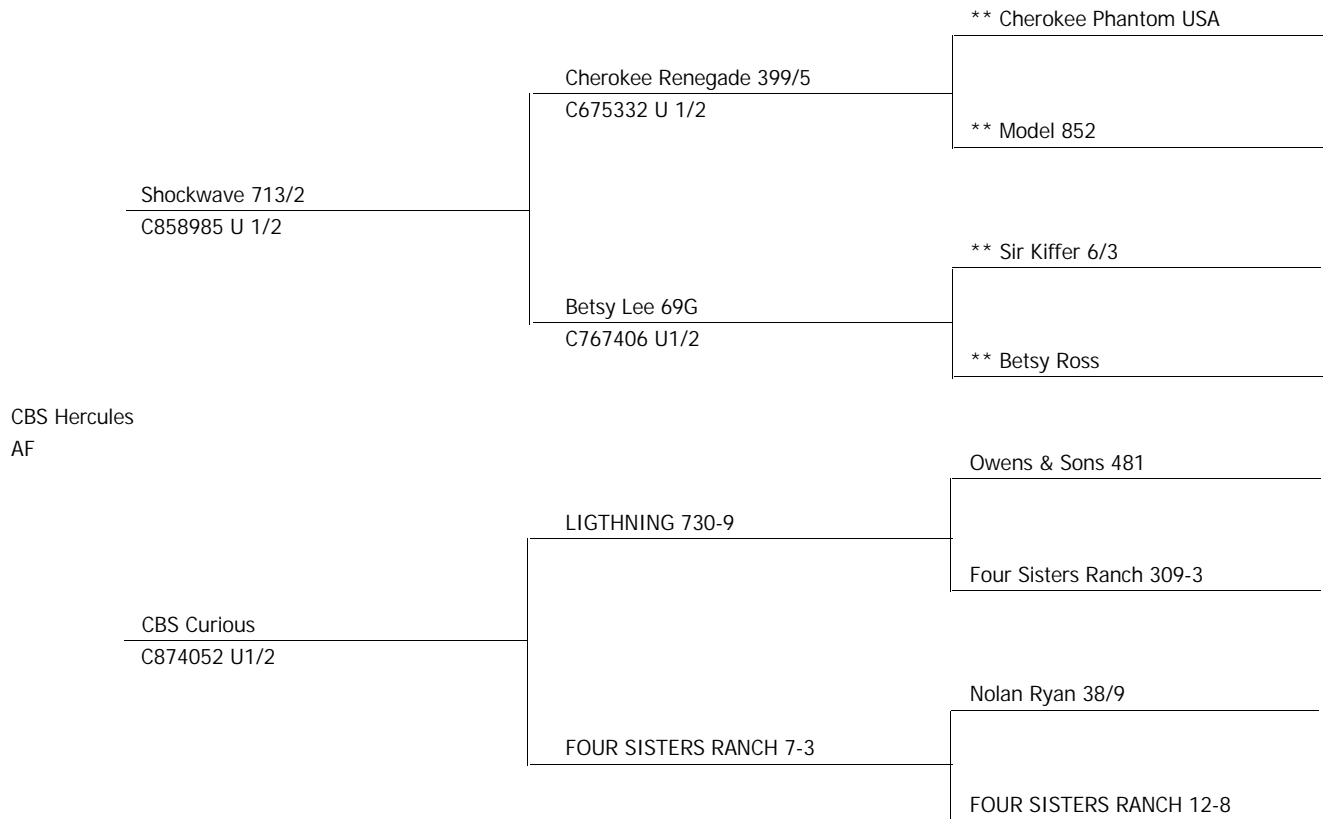 ** Cherokee Phantom USA
Cherokee Renegade 399/5
C675332 U 1/2
** Model 852
Shockwave 713/2
C858985 U 1/2
** Sir Kiffer 6/3
Betsy Lee 69G
C767406 U1/2
** Betsy Ross
CBS Hercules
AF
Owens & Sons 481
LIGTHNING 730-9
Four Sisters Ranch 309-3
CBS Curious
C874052 U1/2
Nolan Ryan 38/9
FOUR SISTERS RANCH 7-3
FOUR SISTERS RANCH 12-8